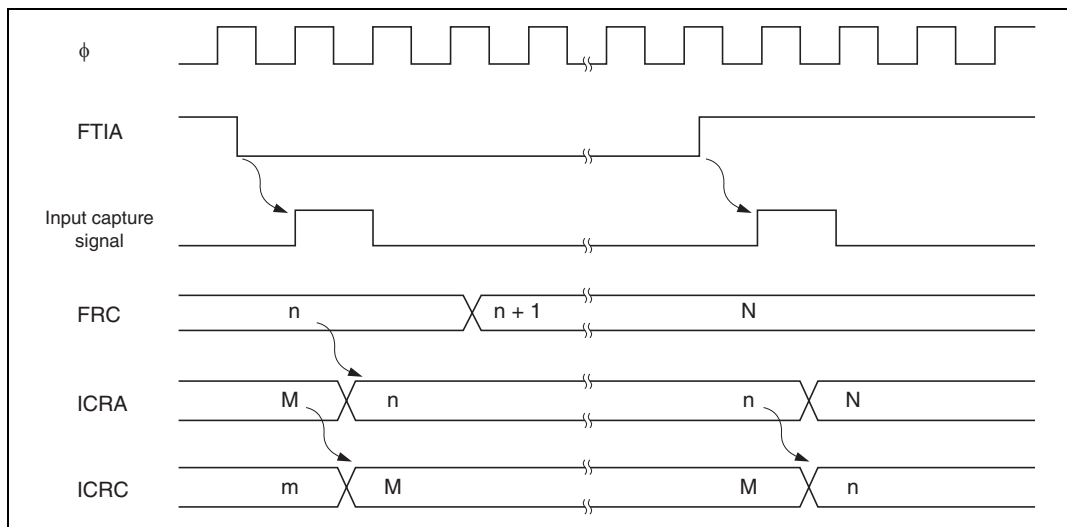 ϕ
FTIA
Input capture
signal
FRC n n + 1 N
ICRA M n n N
ICRC m M M n